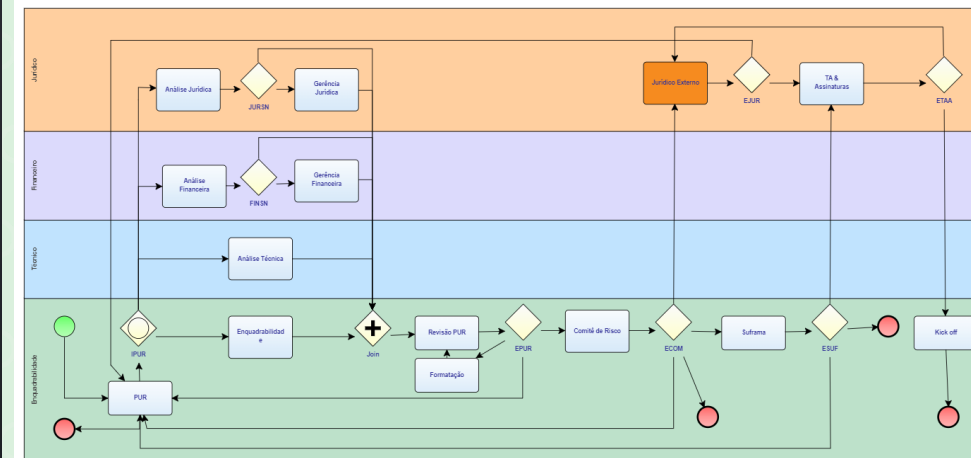 Jurídico
Análise Jurídica
JURSN
Gerência
Jurídica
Jurídico Externo
EJUR
TA &
Assinaturas
ETAA
Financeiro
Análise
Financeira
FINSN
Gerência
Financeira
Técnico
Análise Técnica
Enquadrabilidade
IPUR
Enquadrabilidad
e
Join
Revisão PUR
Formatação
EPUR
Comitê de Risco
ECOM
Suframa
ESUF
Kick off
PUR